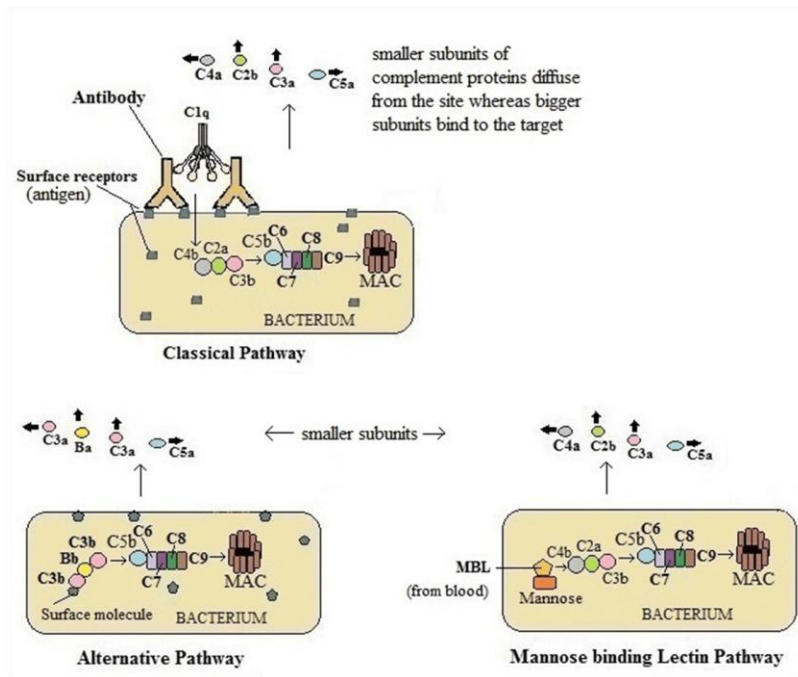 C4a C2b C3a C5a
smaller subunits of
complement proteins diffuse
from the site whereas bigger
subunits bind to the target
Antibody
C1q
Surface receptors
(antigen)
C4b C2a C3b C5b C6 C7 C8 C9 MAC
BACTERIUM
Classical Pathway
C3a Ba C3a C5a
smaller subunits
C4a C2b C3a C5a
C3b Bb C3b C5b C6 C7 C8 C9 MAC
Surface molecule
BACTERIUM
Alternative Pathway
MBL
(from blood)
Mannose
C4b C2a C3b C5b C6 C7 C8 C9 MAC
BACTERIUM
Mannose binding Lectin Pathway